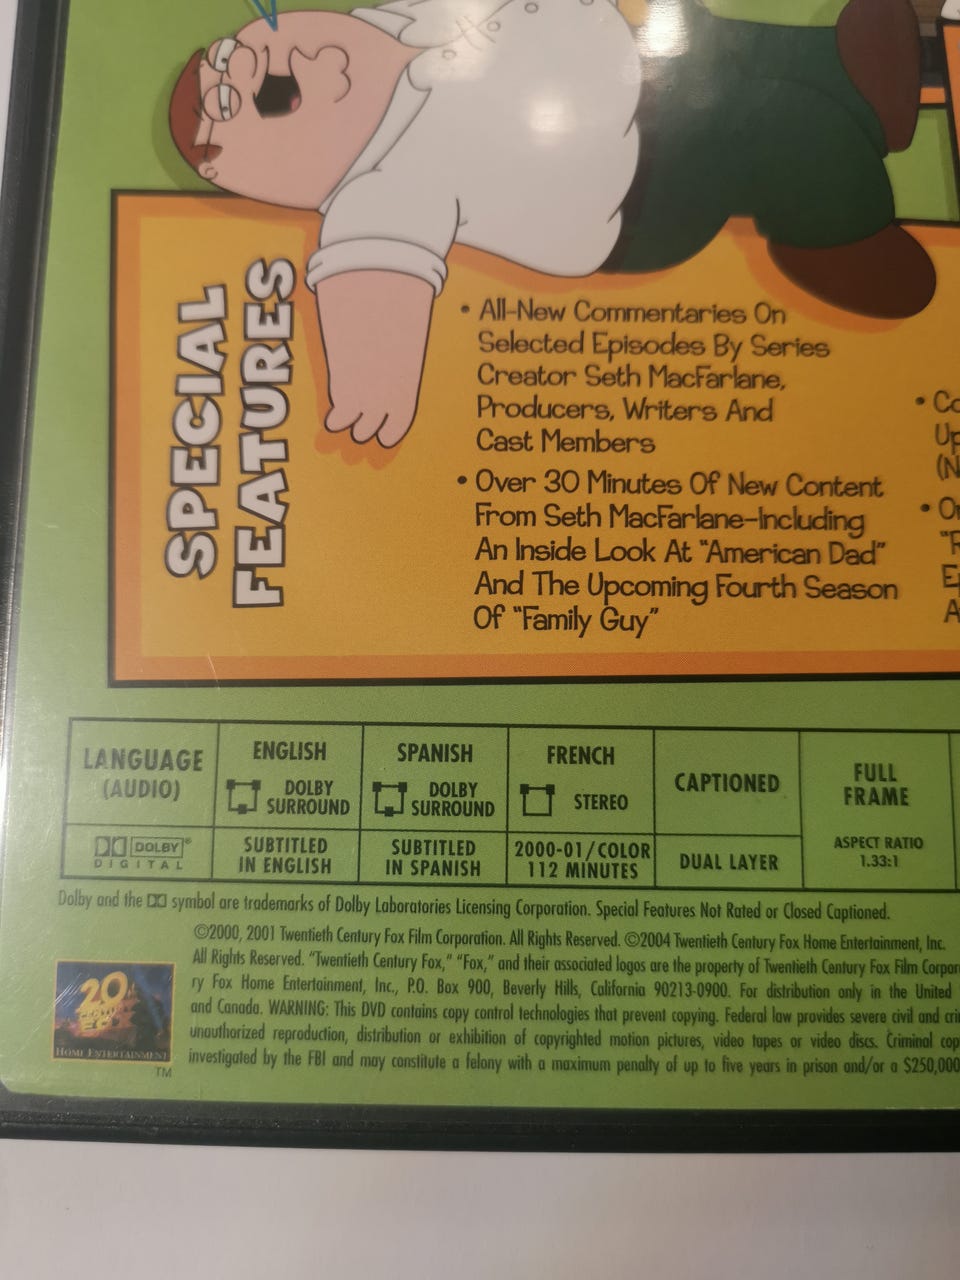 SPECIAL
FEATURES
• All-New Commentaries On
Selected Episodes By Series
Creator Seth MacFarlane,
Producers, Writers And
Cast Members
• Over 30 Minutes Of New Content
From Seth MacFarlane-Including
An Inside Look At "American Dad"
And The Upcoming Fourth Season
Of "Family Guy"
LANGUAGE
(AUDIO)
ENGLISH
DOLBY
SURROUND
SPANISH
DOLBY
SURROUND
FRENCH
STEREO
CAPTIONED
FULL
FRAME
ASPECT RATIO
1.33:1
DOLBY®
DIGITAL
SUBTITLED
IN ENGLISH
SUBTITLED
IN SPANISH
2000-01/COLOR
112 MINUTES
DUAL LAYER
Dolby and the symbol are trademarks of Dolby Laboratories Licensing Corporation. Special Features Not Rated or Closed Captioned.
©2000, 2001 Twentieth Century Fox Film Corporation. All Rights Reserved. ©2004 Twentieth Century Fox Home Entertainment, Inc.
All Rights Reserved. "Twentieth Century Fox," "Fox," and their associated logos are the property of Twentieth Century Fox Film Corpor
ry Fox Home Entertainment, Inc., P.O. Box 900, Beverly Hills, California 90213-0900. For distribution only in the United
and Canada. WARNING: This DVD contains copy control technologies that prevent copying. Federal law provides severe civil and cri
unauthorized reproduction, distribution or exhibition of copyrighted motion pictures, video tapes or video discs. Criminal cop
investigated by the FBI and may constitute a felony with a maximum penalty of up to five years in prison and/or a $250,000
20th
CENTURY
FOX
HOME ENTERTAINMENT
TM